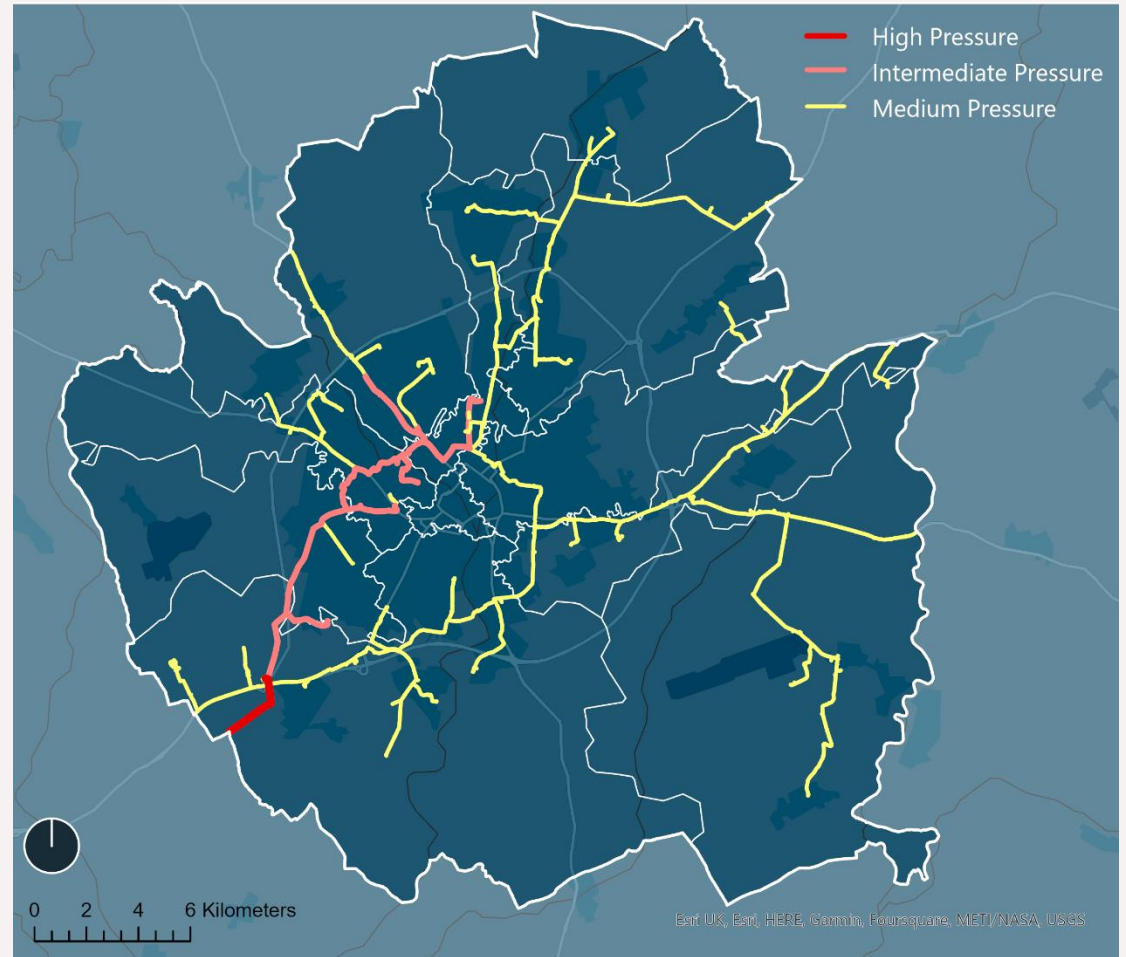 High Pressure
Intermediate Pressure
Medium Pressure
0 2 4 6 Kilometers
Esri UK, Esri, HERE, Garmin, Foursquare, METI/NASA, USGS